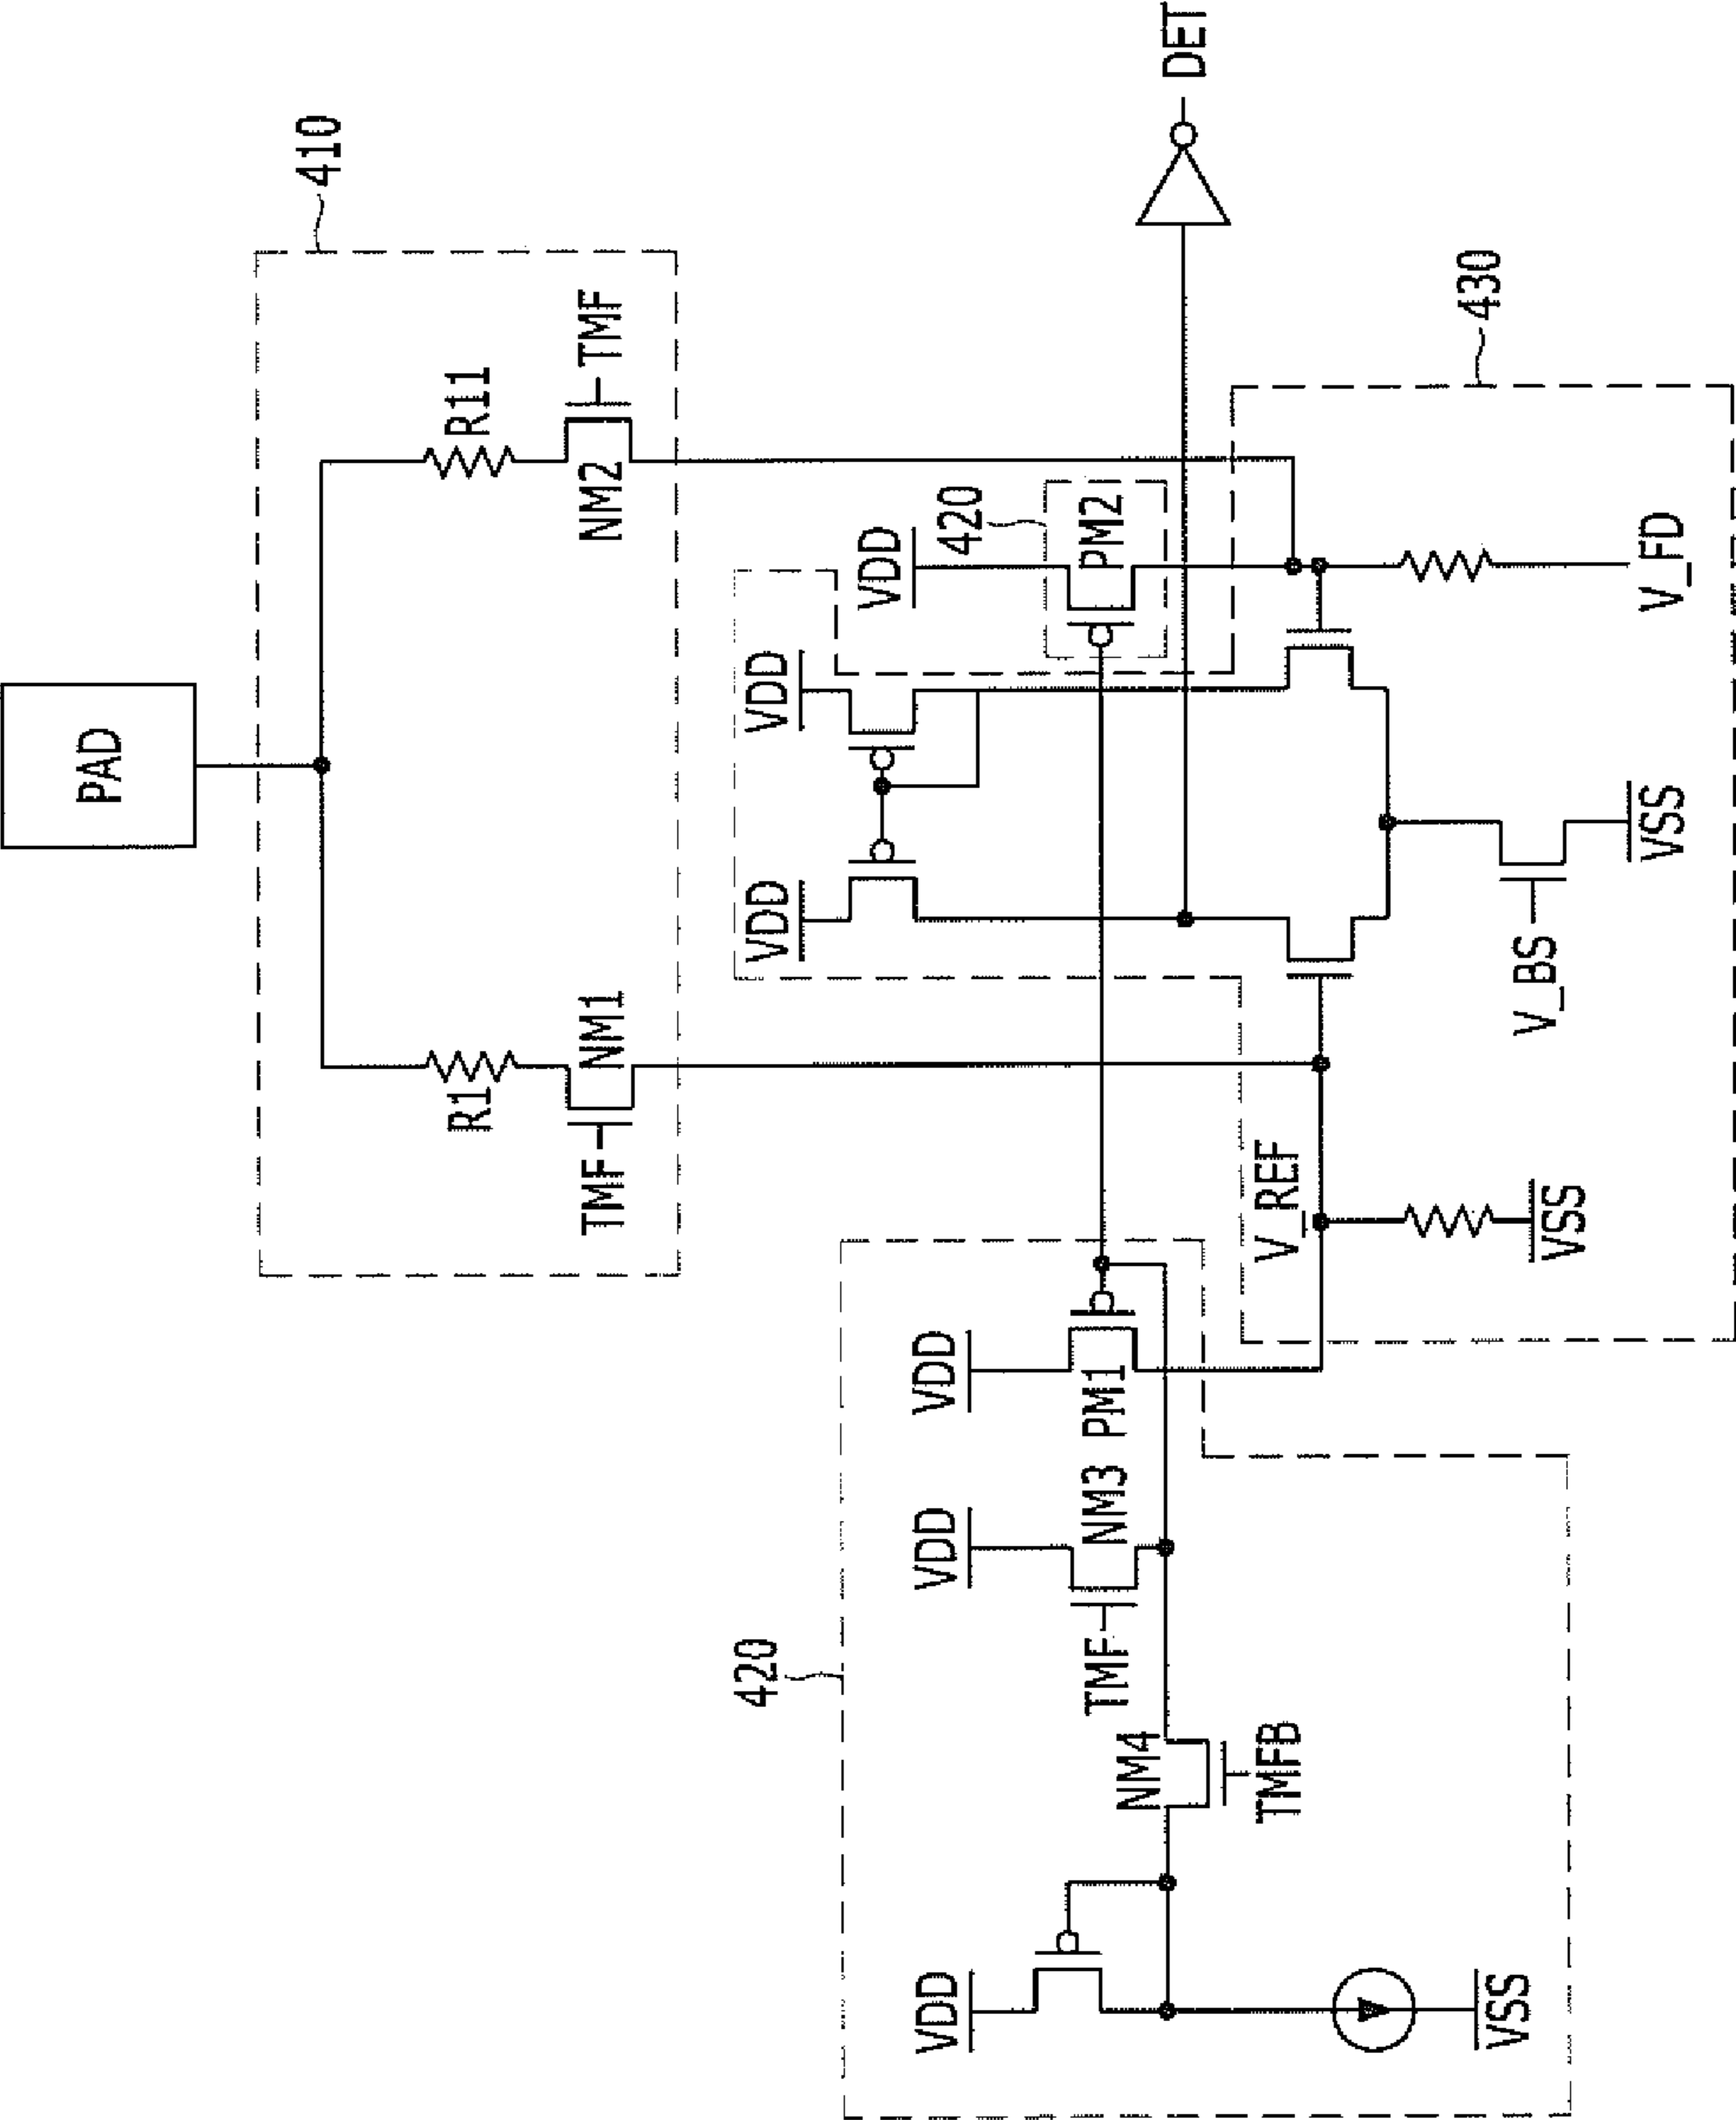 PAD
410
R11
NM2
TMF
R1
NM1
TMF
DET
VDD
VDD
VDD
420
PM2
430
V_FD
V_BS
VSS
V_REF
VSS
420
VDD
PM1
VDD
NM3
TMF
NM4
TMFB
VDD
VSS